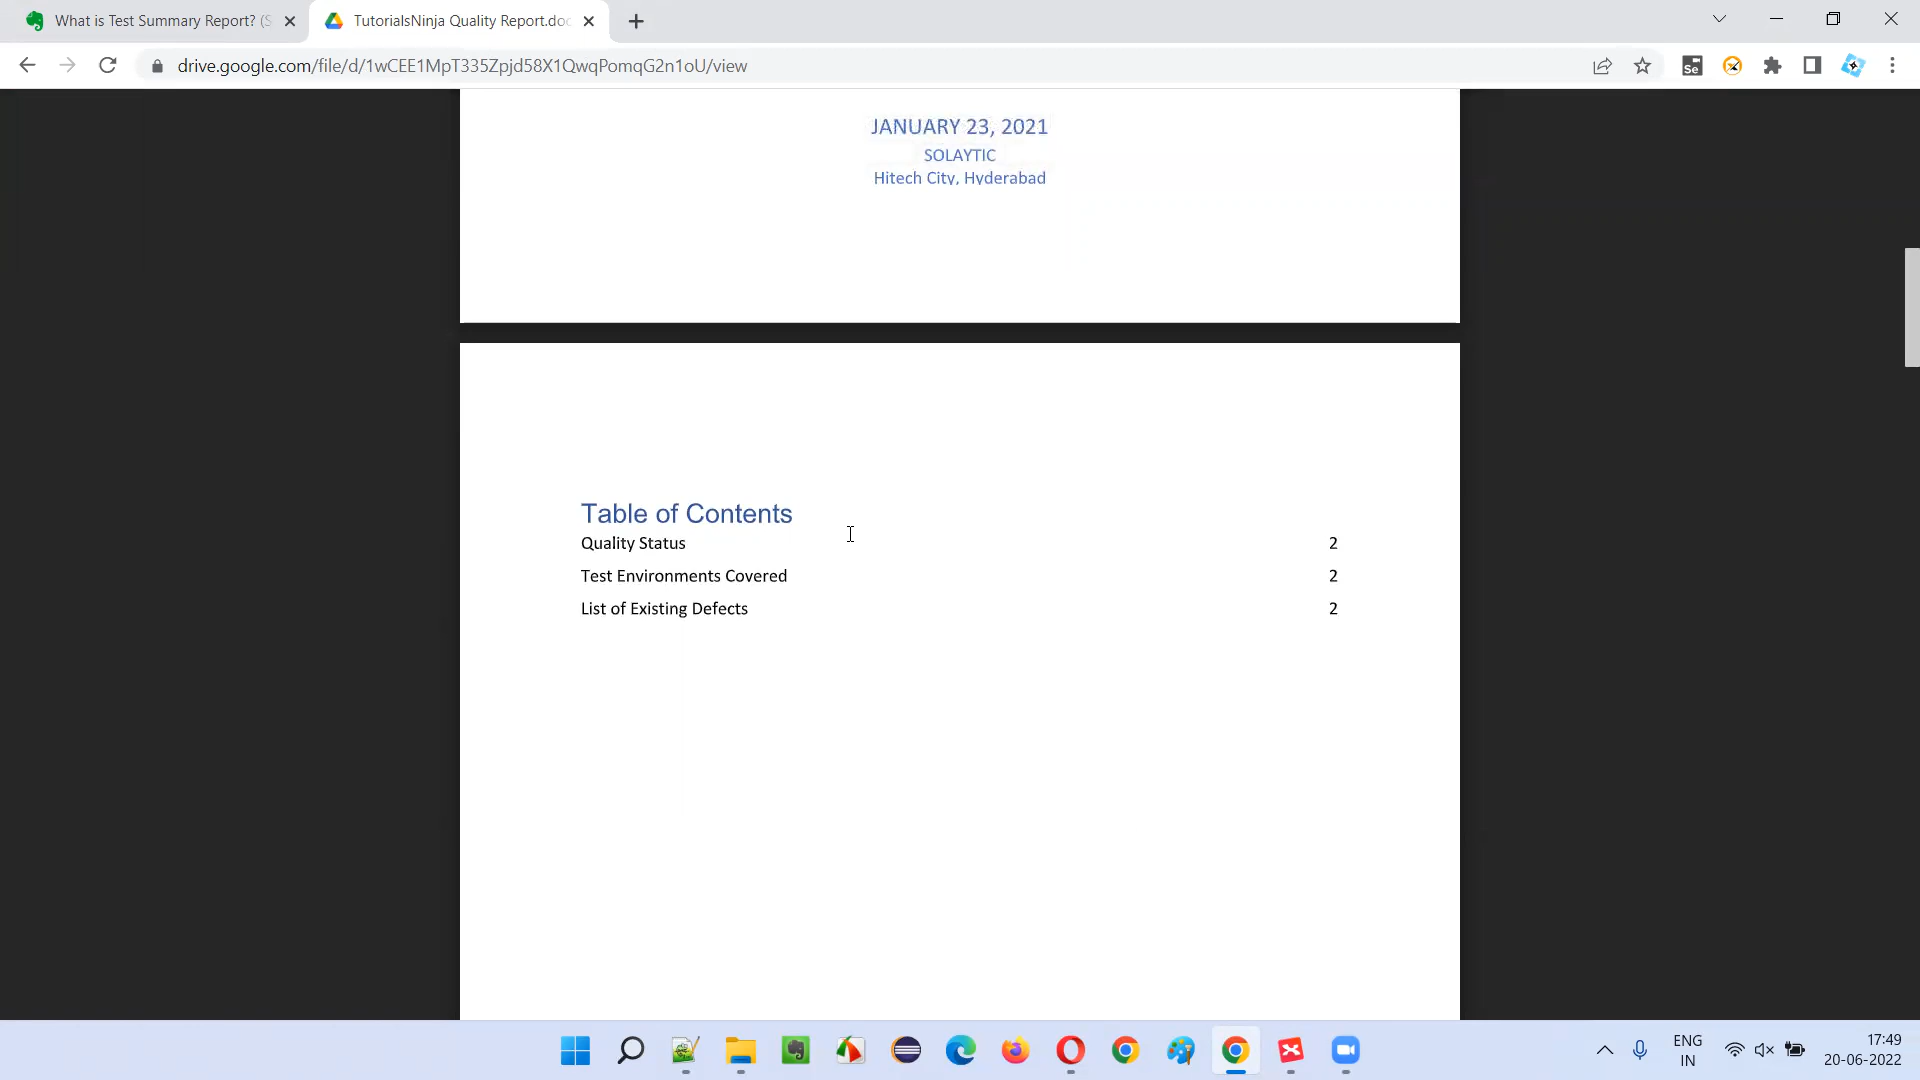 What is Test Summary Report? (S
TutorialsNinja Quality Report.doc
drive.google.com/file/d/1wCEE1MpT335Zpjd58X1QwqPomqG2n1oU/view
Se
JANUARY 23, 2021
SOLAYTIC
Hitech City, Hyderabad
Table of Contents
Quality Status 2
Test Environments Covered 2
List of Existing Defects 2
ENG
IN
17:49
20-06-2022